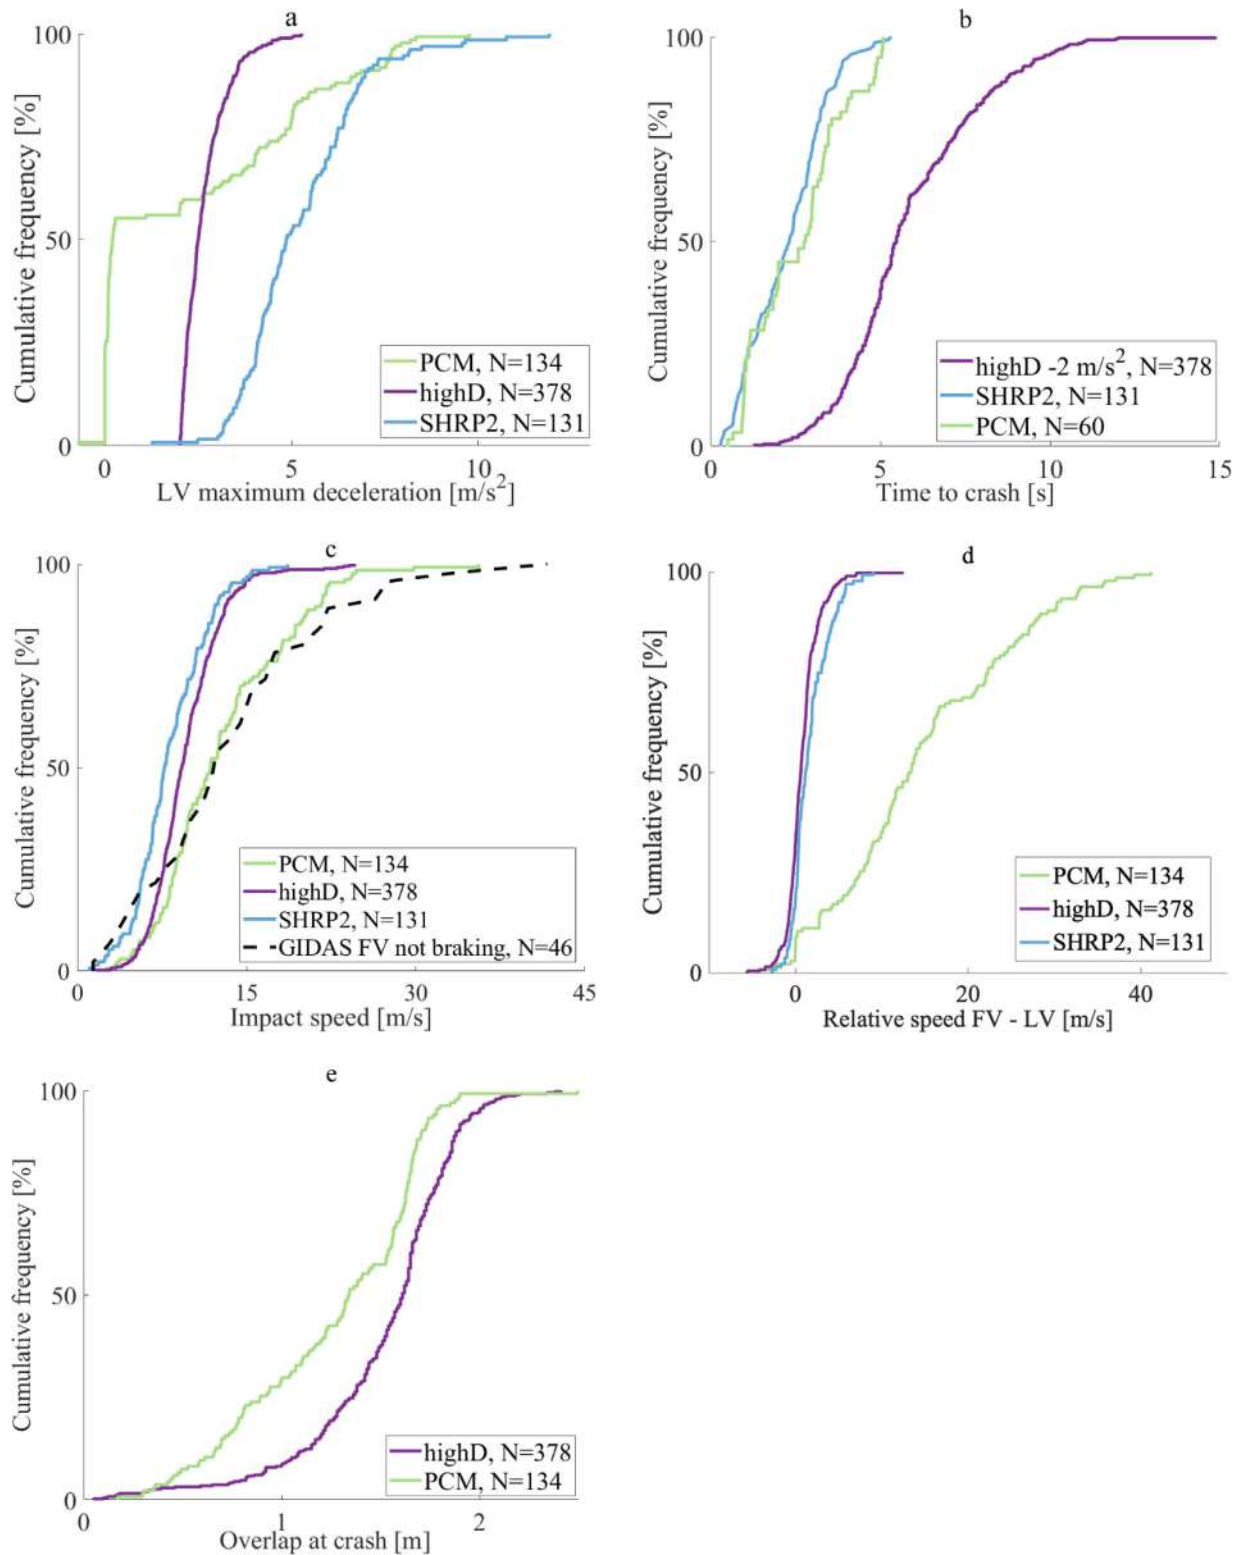 a
100
50
0
Cumulative frequency [%]
PCM, N=134
highD, N=378
SHRP2, N=131
0 5 10
LV maximum deceleration [m/s²]
b
100
50
0
Cumulative frequency [%]
highD -2 m/s², N=378
SHRP2, N=131
PCM, N=60
0 5 10 15
Time to crash [s]
c
100
50
0
Cumulative frequency [%]
PCM, N=134
highD, N=378
SHRP2, N=131
GIDAS FV not braking, N=46
0 15 30 45
Impact speed [m/s]
d
100
50
0
Cumulative frequency [%]
PCM, N=134
highD, N=378
SHRP2, N=131
0 20 40
Relative speed FV - LV [m/s]
e
100
50
0
Cumulative frequency [%]
highD, N=378
PCM, N=134
0 1 2
Overlap at crash [m]